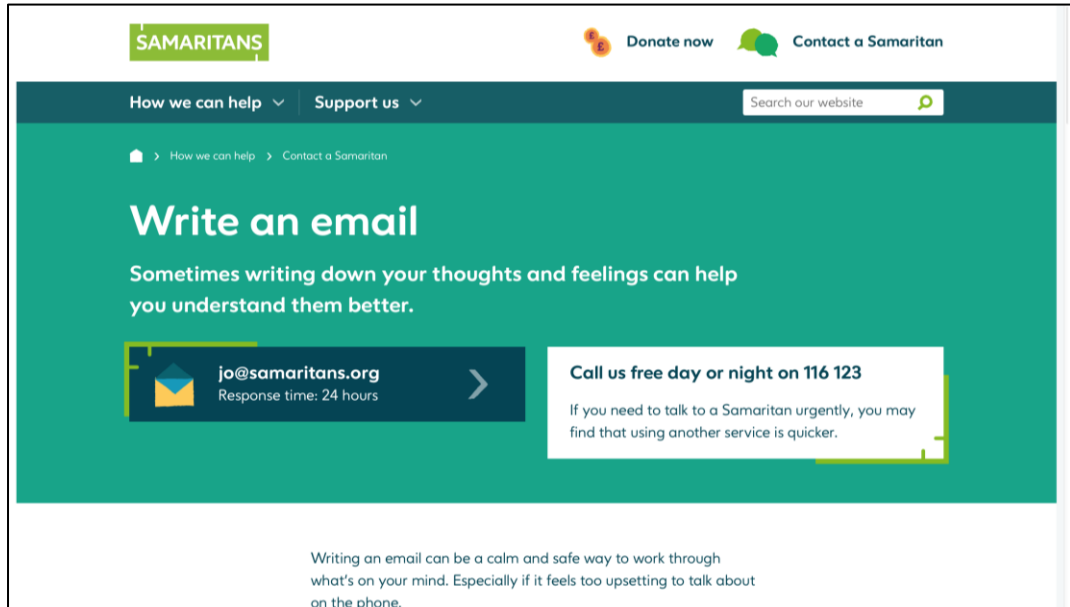 SAMARITANS
Donate now
Contact a Samaritan
How we can help
Support us
Search our website
How we can help > Contact a Samaritan
Write an email
Sometimes writing down your thoughts and feelings can help
you understand them better.
jo@samaritans.org
Response time: 24 hours
Call us free day or night on 116 123
If you need to talk to a Samaritan urgently, you may
find that using another service is quicker.
Writing an email can be a calm and safe way to work through
what's on your mind. Especially if it feels too upsetting to talk about
on the phone.